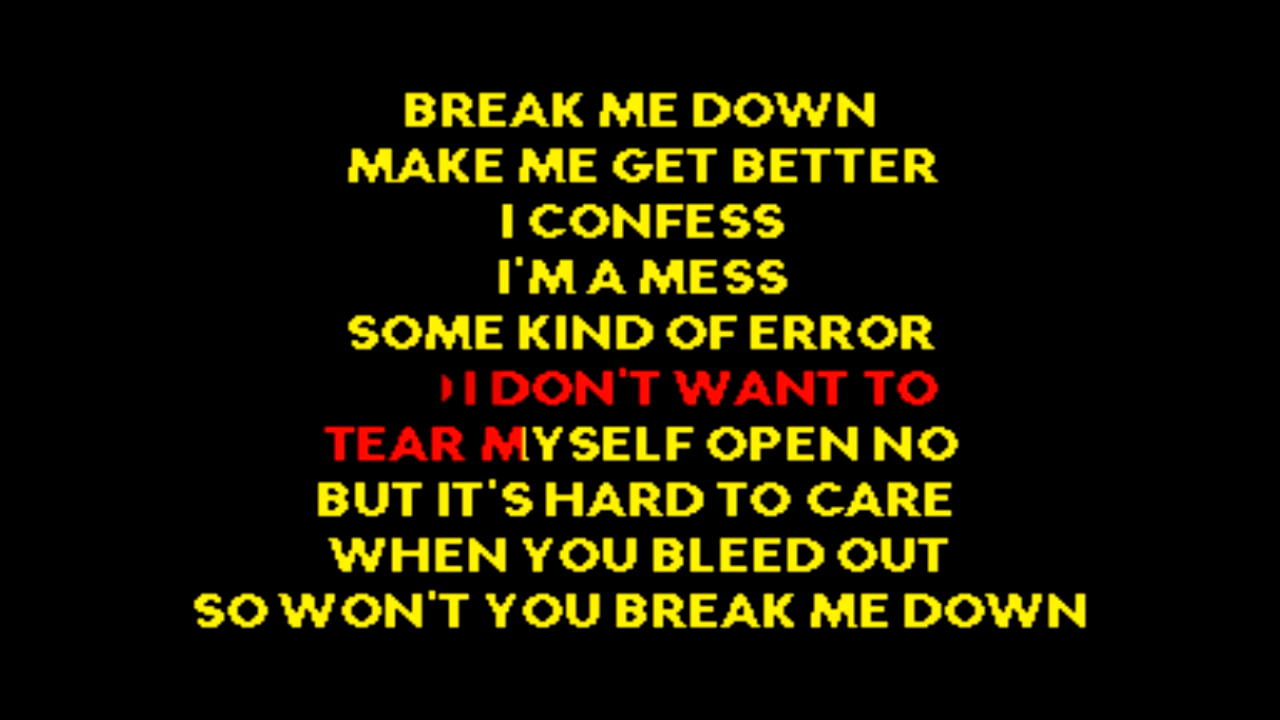 BREAK ME DOWN
MAKE ME GET BETTER
I CONFESS
I'M A MESS
SOME KIND OF ERROR
I DON'T WANT TO
TEAR MYSELF OPEN NO
BUT IT'S HARD TO CARE
WHEN YOU BLEED OUT
SO WON'T YOU BREAK ME DOWN